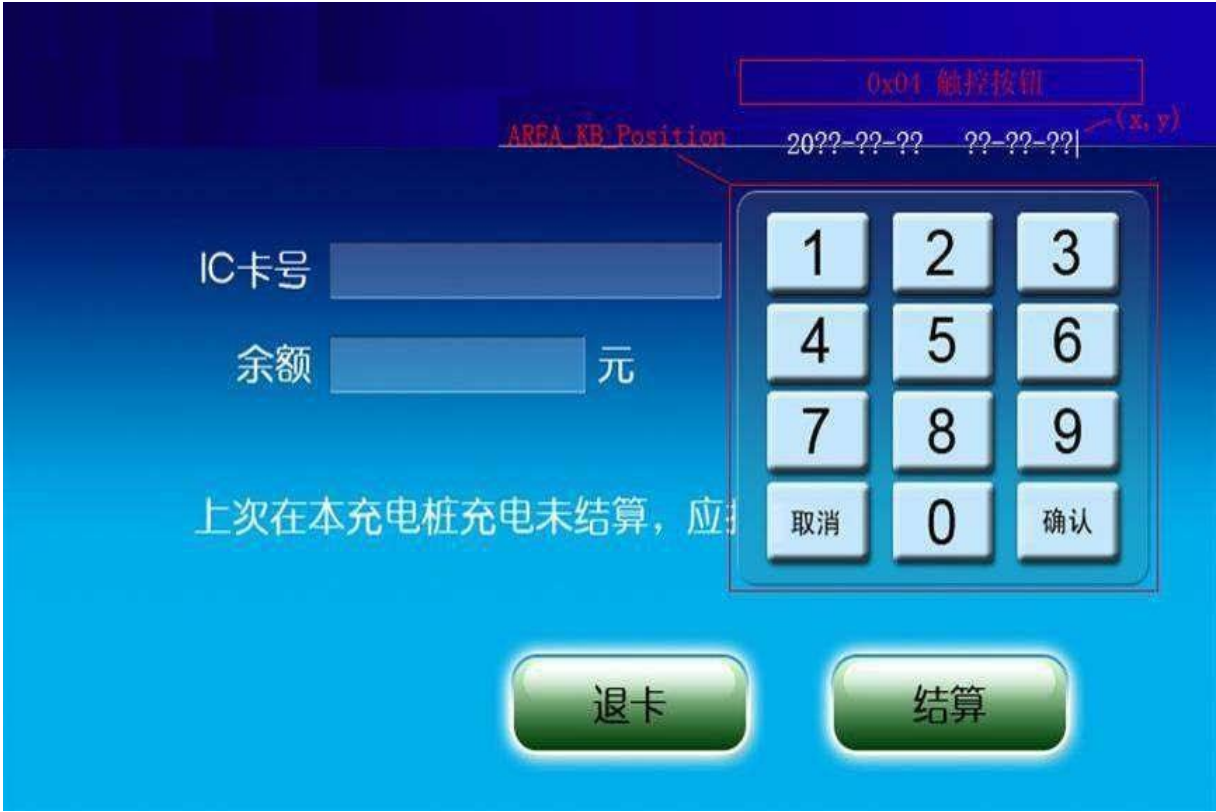 0x04 触控按钮
(x,y)
AREA_KB_Position
20??-??-?? ??-??-??
IC卡号
余额 元
上次在本充电桩充电未结算，应
1 2 3
4 5 6
7 8 9
取消 0 确认
退卡 结算